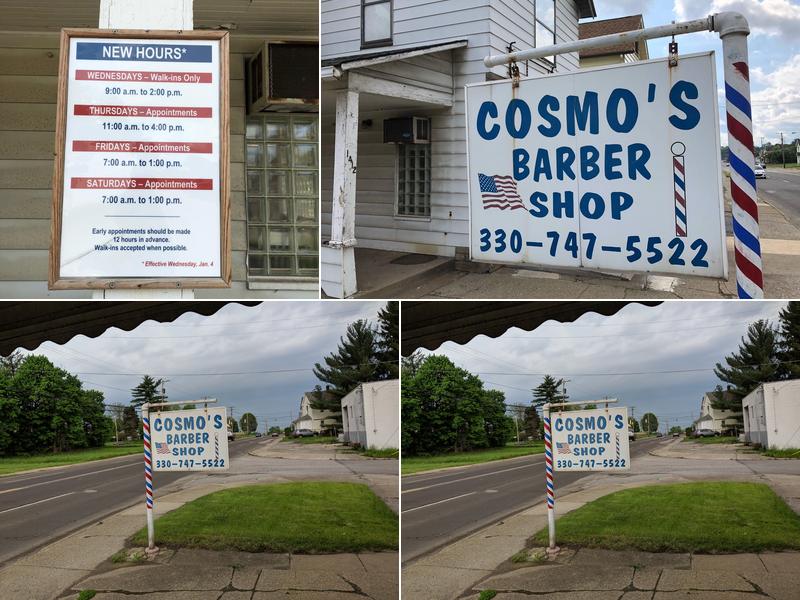 NEW HOURS*
WEDNESDAYS – Walk-ins Only
9:00 a.m. to 2:00 p.m.
THURSDAYS – Appointments
11:00 a.m. to 4:00 p.m.
FRIDAYS – Appointments
7:00 a.m. to 1:00 p.m.
SATURDAYS – Appointments
7:00 a.m. to 1:00 p.m.
Early appointments should be made
12 hours in advance.
Walk-ins accepted when possible.
* Effective Wednesday, Jan. 4
COSMO'S
BARBER
SHOP
330-747-5522
COSMO'S
BARBER
SHOP
330-747-5522
COSMO'S
BARBER
SHOP
330-747-5522